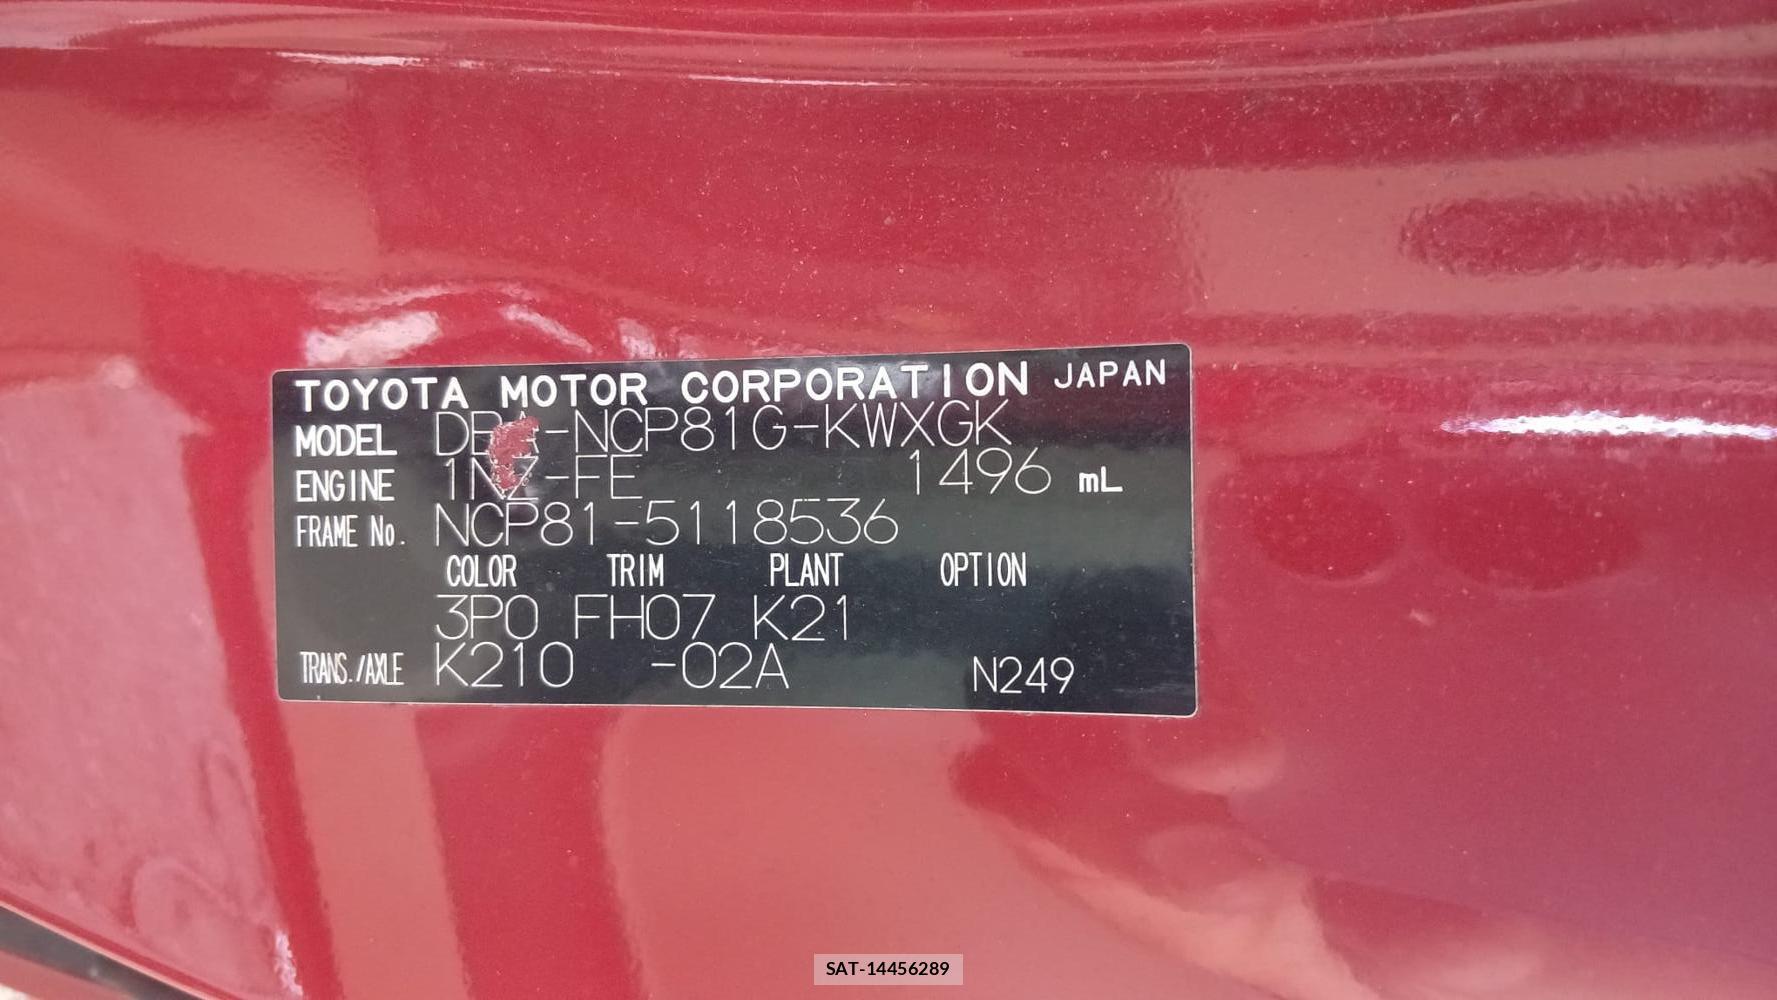 TOYOTA MOTOR CORPORATION JAPAN
MODEL DBA-NCP81G-KWXGK
ENGINE 1NZ-FE 1496 mL
FRAME No. NCP81-5118536
COLOR TRIM PLANT OPTION
3P0 FH07 K21
TRANS./AXLE K210 -02A N249
SAT-14456289